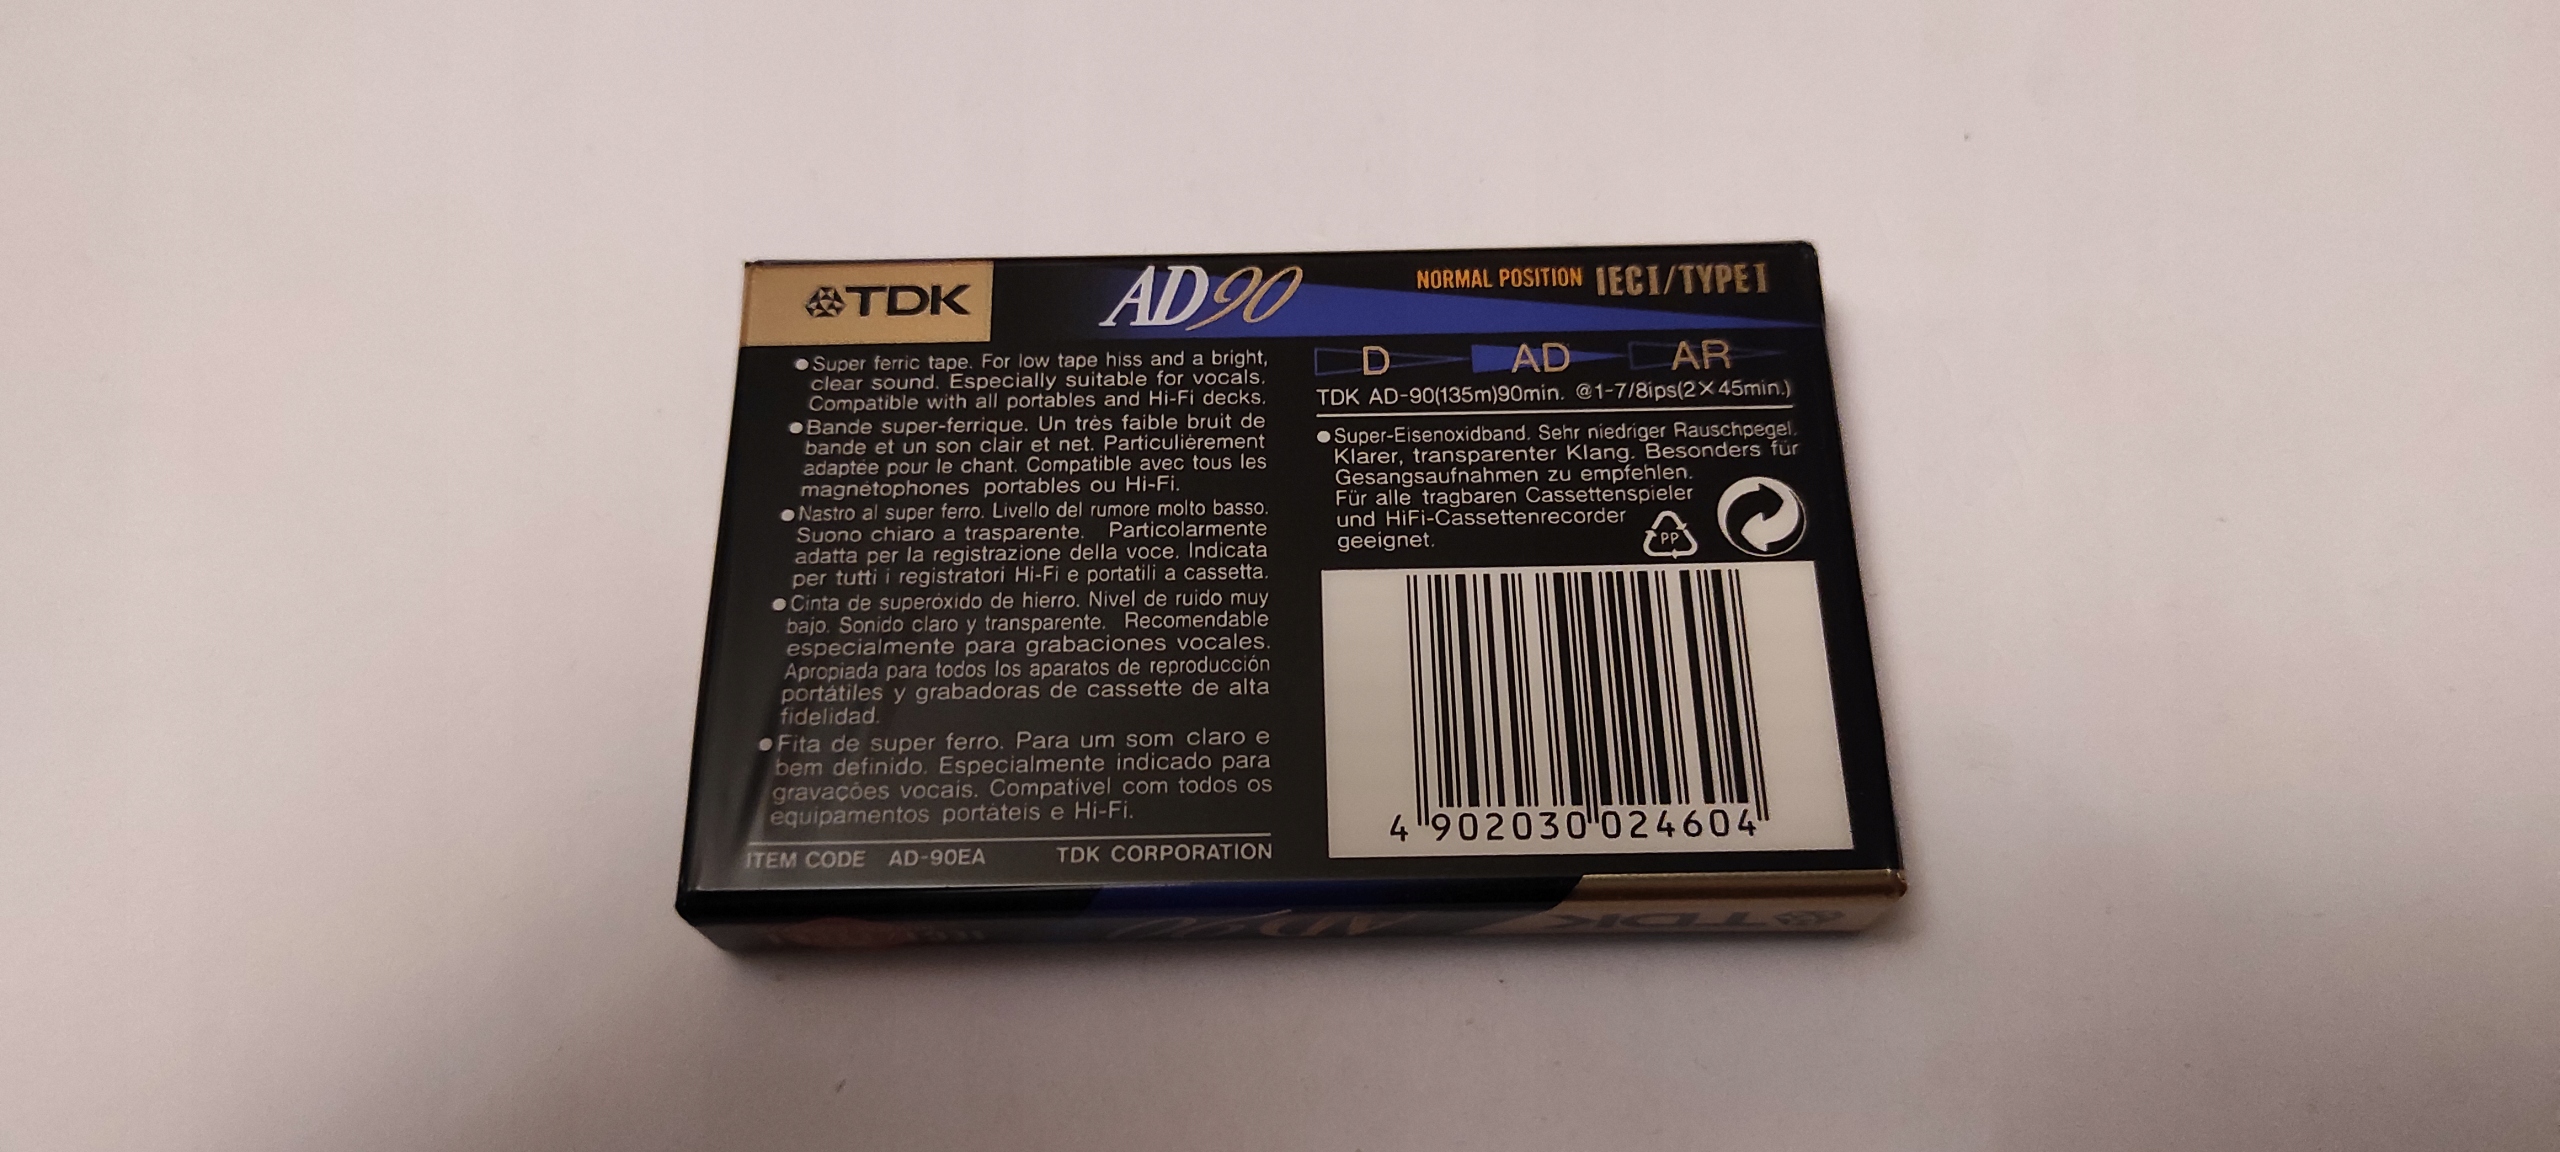 TDK
AD90
NORMAL POSITION IECI/TYPEI
Super ferric tape. For low tape hiss and a bright,
clear sound. Especially suitable for vocals.
Compatible with all portables and Hi-Fi decks.
Bande super-ferrique. Un très faible bruit de
bande et un son clair et net. Particulièrement
adaptée pour le chant. Compatible avec tous les
magnétophones portables ou Hi-Fi.
Nastro al super ferro. Livello del rumore molto basso.
Suono chiaro a trasparente. Particolarmente
adatta per la registrazione della voce. Indicata
per tutti i registratori Hi-Fi e portatili a cassetta.
Cinta de superóxido de hierro. Nivel de ruido muy
bajo. Sonido claro y transparente. Recomendable
especialmente para grabaciones vocales.
Apropiada para todos los aparatos de reproducción
portátiles y grabadoras de cassette de alta
fidelidad.
Fita de super ferro. Para um som claro e
bem definido. Especialmente indicado para
gravações vocais. Compatível com todos os
equipamentos portáteis e Hi-Fi.
ITEM CODE AD-90EA TDK CORPORATION
D AD AR
TDK AD-90(135m)90min. @1-7/8ips(2×45min.)
Super-Eisenoxidband. Sehr niedriger Rauschpegel.
Klarer, transparenter Klang. Besonders für
Gesangsaufnahmen zu empfehlen.
Für alle tragbaren Cassettenspieler
und HiFi-Cassettenrecorder
geeignet.
PP
4 902030 024604
AD90 TDK